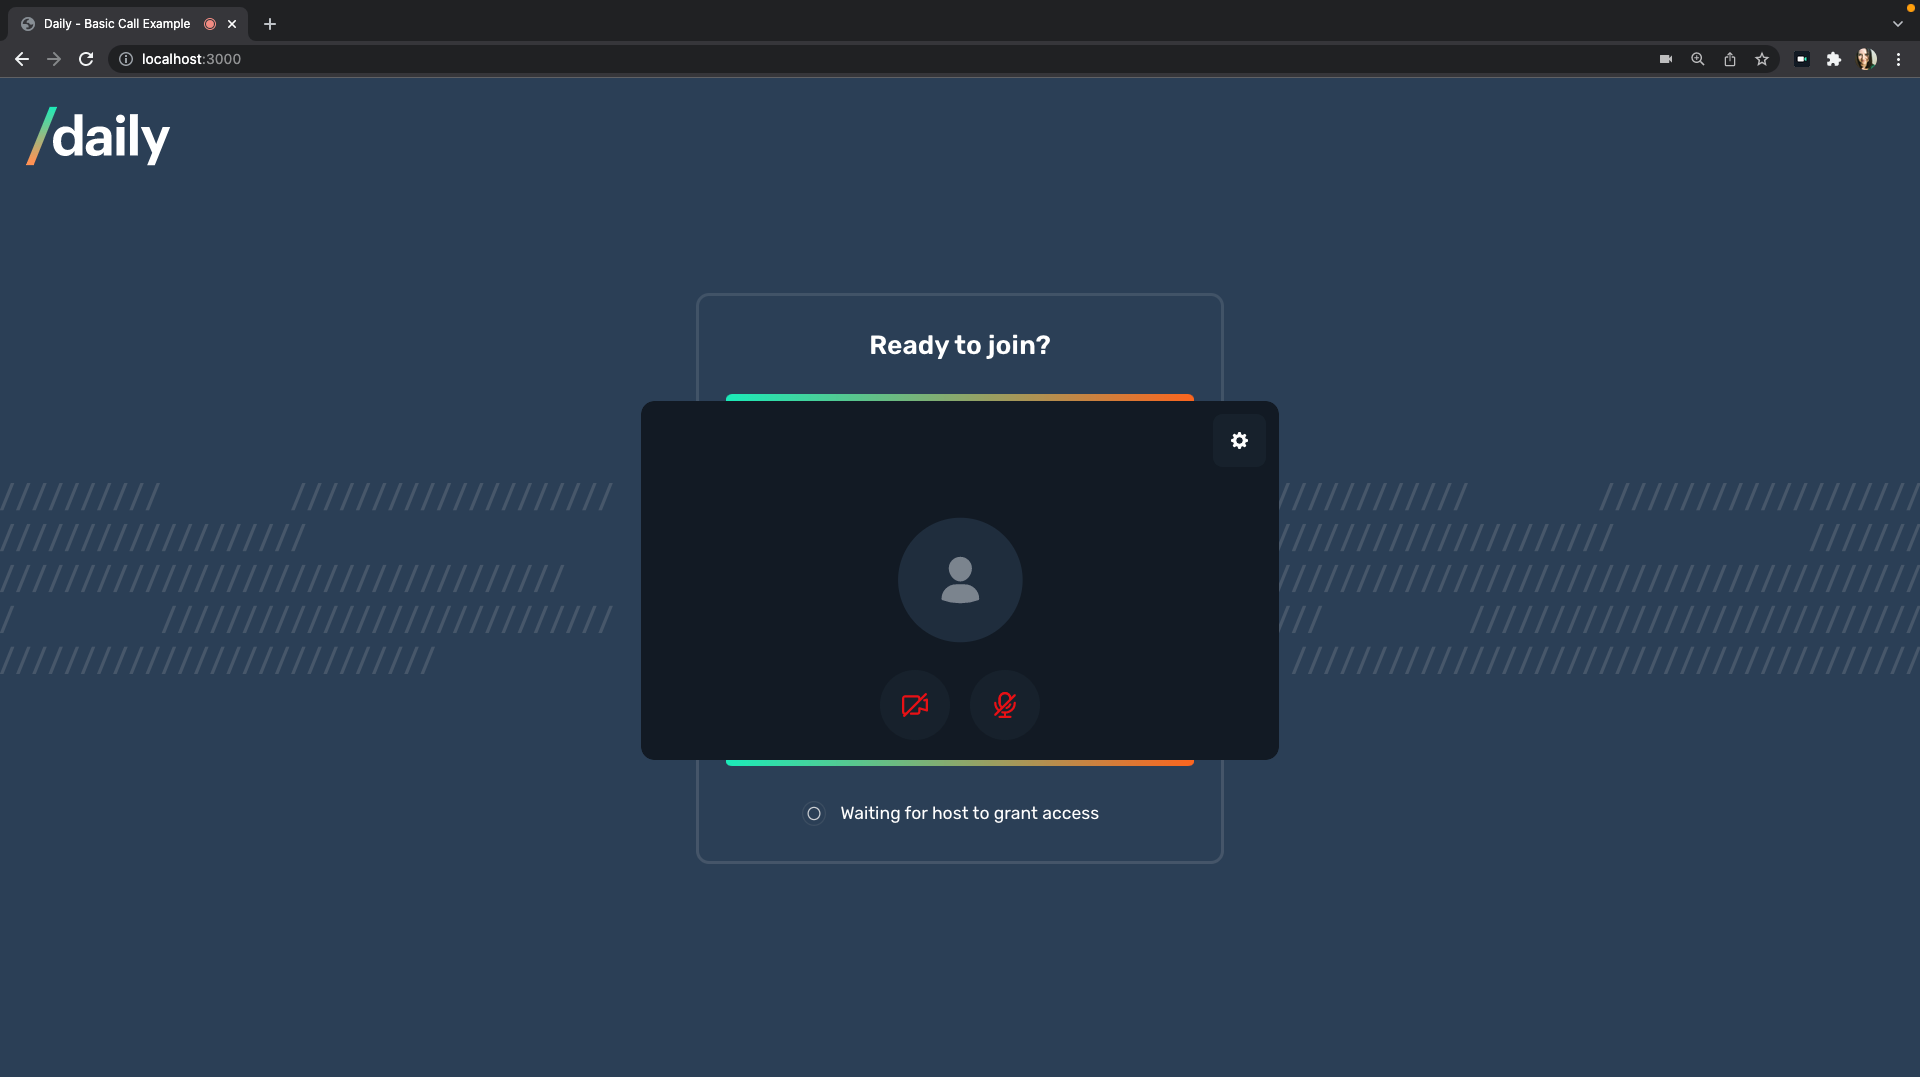 Daily - Basic Call Example
localhost:3000
/daily
Ready to join?
Waiting for host to grant access